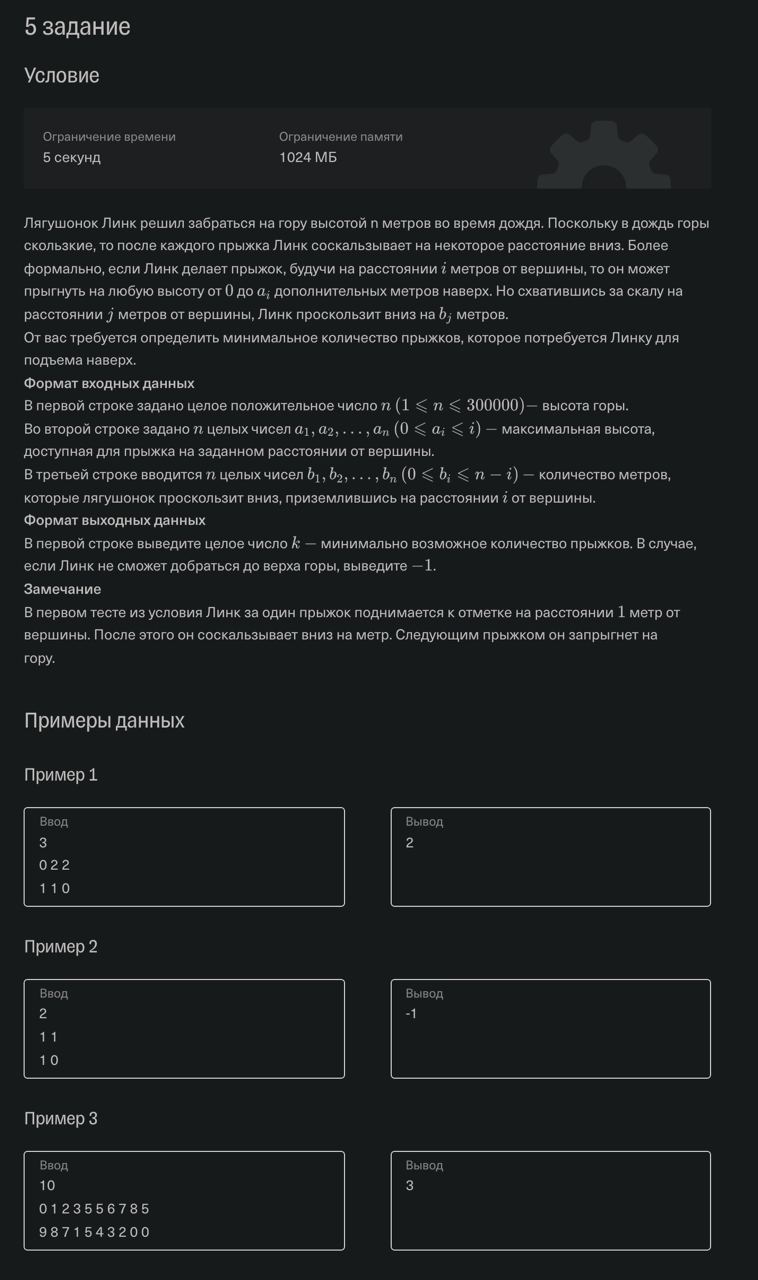 5 задание
Условие
Ограничение времени
5 секунд
Ограничение памяти
1024 МБ
Лягушонок Линк решил забраться на гору высотой n метров во время дождя. Поскольку в дождь горы
скользкие, то после каждого прыжка Линк соскальзывает на некоторое расстояние вниз. Более
формально, если Линк делает прыжок, будучи на расстоянии i метров от вершины, то он может
прыгнуть на любую высоту от 0 до a_i дополнительных метров наверх. Но схватившись за скалу на
расстоянии j метров от вершины, Линк проскользит вниз на b_j метров.
От вас требуется определить минимальное количество прыжков, которое потребуется Линку для
подъема наверх.
Формат входных данных
В первой строке задано целое положительное число n (1 ⩽ n ⩽ 300000)– высота горы.
Во второй строке задано n целых чисел a_1, a_2, . . . , a_n (0 ⩽ a_i ⩽ i) – максимальная высота,
доступная для прыжка на заданном расстоянии от вершины.
В третьей строке вводится n целых чисел b_1, b_2, . . . , b_n (0 ⩽ b_i ⩽ n − i) – количество метров,
которые лягушонок проскользит вниз, приземлившись на расстоянии i от вершины.
Формат выходных данных
В первой строке выведите целое число k – минимально возможное количество прыжков. В случае,
если Линк не сможет добраться до верха горы, выведите −1.
Замечание
В первом тесте из условия Линк за один прыжок поднимается к отметке на расстоянии 1 метр от
вершины. После этого он соскальзывает вниз на метр. Следующим прыжком он запрыгнет на
гору.
Примеры данных
Пример 1
Ввод
3
0 2 2
1 1 0
Вывод
2
Пример 2
Ввод
2
1 1
1 0
Вывод
-1
Пример 3
Ввод
10
0 1 2 3 5 5 6 7 8 5
9 8 7 1 5 4 3 2 0 0
Вывод
3